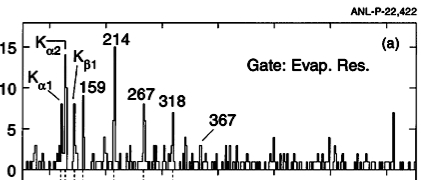 ANL-P-22,422
15
10
5
0
Kα1
Kα2
Kβ1
159
214
267
318
367
(a)
Gate: Evap. Res.